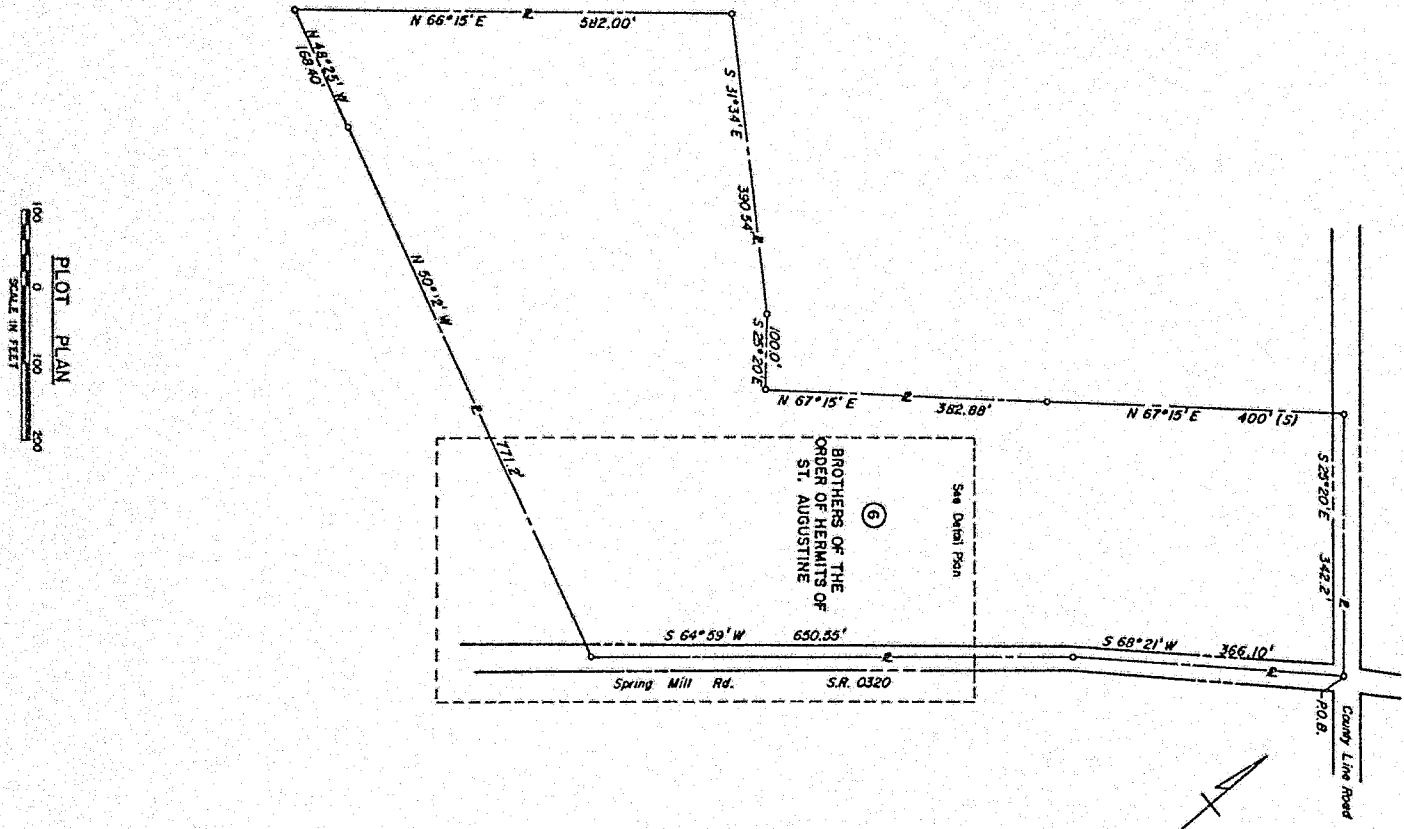 N 66°15' E 582.00'
N 48°25' W
168.40'
S 31°34' E 390.54'
N 50°12' W 771.2'
100.0'
S 25°20' E
N 67°15' E 382.88'
N 67°15' E 400' (S)
S 25°20' E 342.2'
See Detail Plan
6
BROTHERS OF THE
ORDER OF HERMITS OF
ST. AUGUSTINE
S 64°59' W 650.55'
S 68°21' W 366.10'
Spring Mill Rd. S.R. 0320
P.O.B.
County Line Road
PLOT PLAN
100 0 100 200
SCALE IN FEET